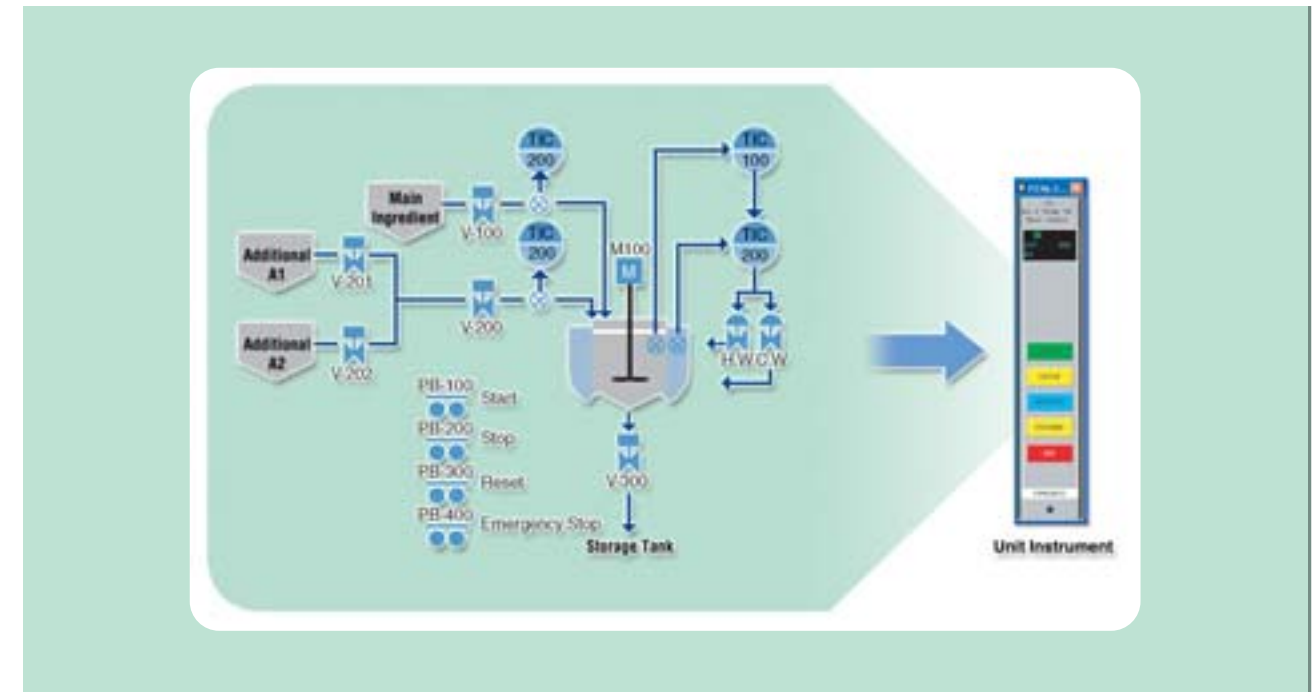 TIC
200
TIC
100
Main
Ingredient
V-100
TIC
200
TIC
200
M100
M
Additional
A1
V-201
V-200
Additional
A2
V-202
H.W.
C.W.
PB-100
Start
PB-200
Stop
PB-300
Reset
PB-400
Emergency Stop
V-300
Storage Tank
Unit Instrument